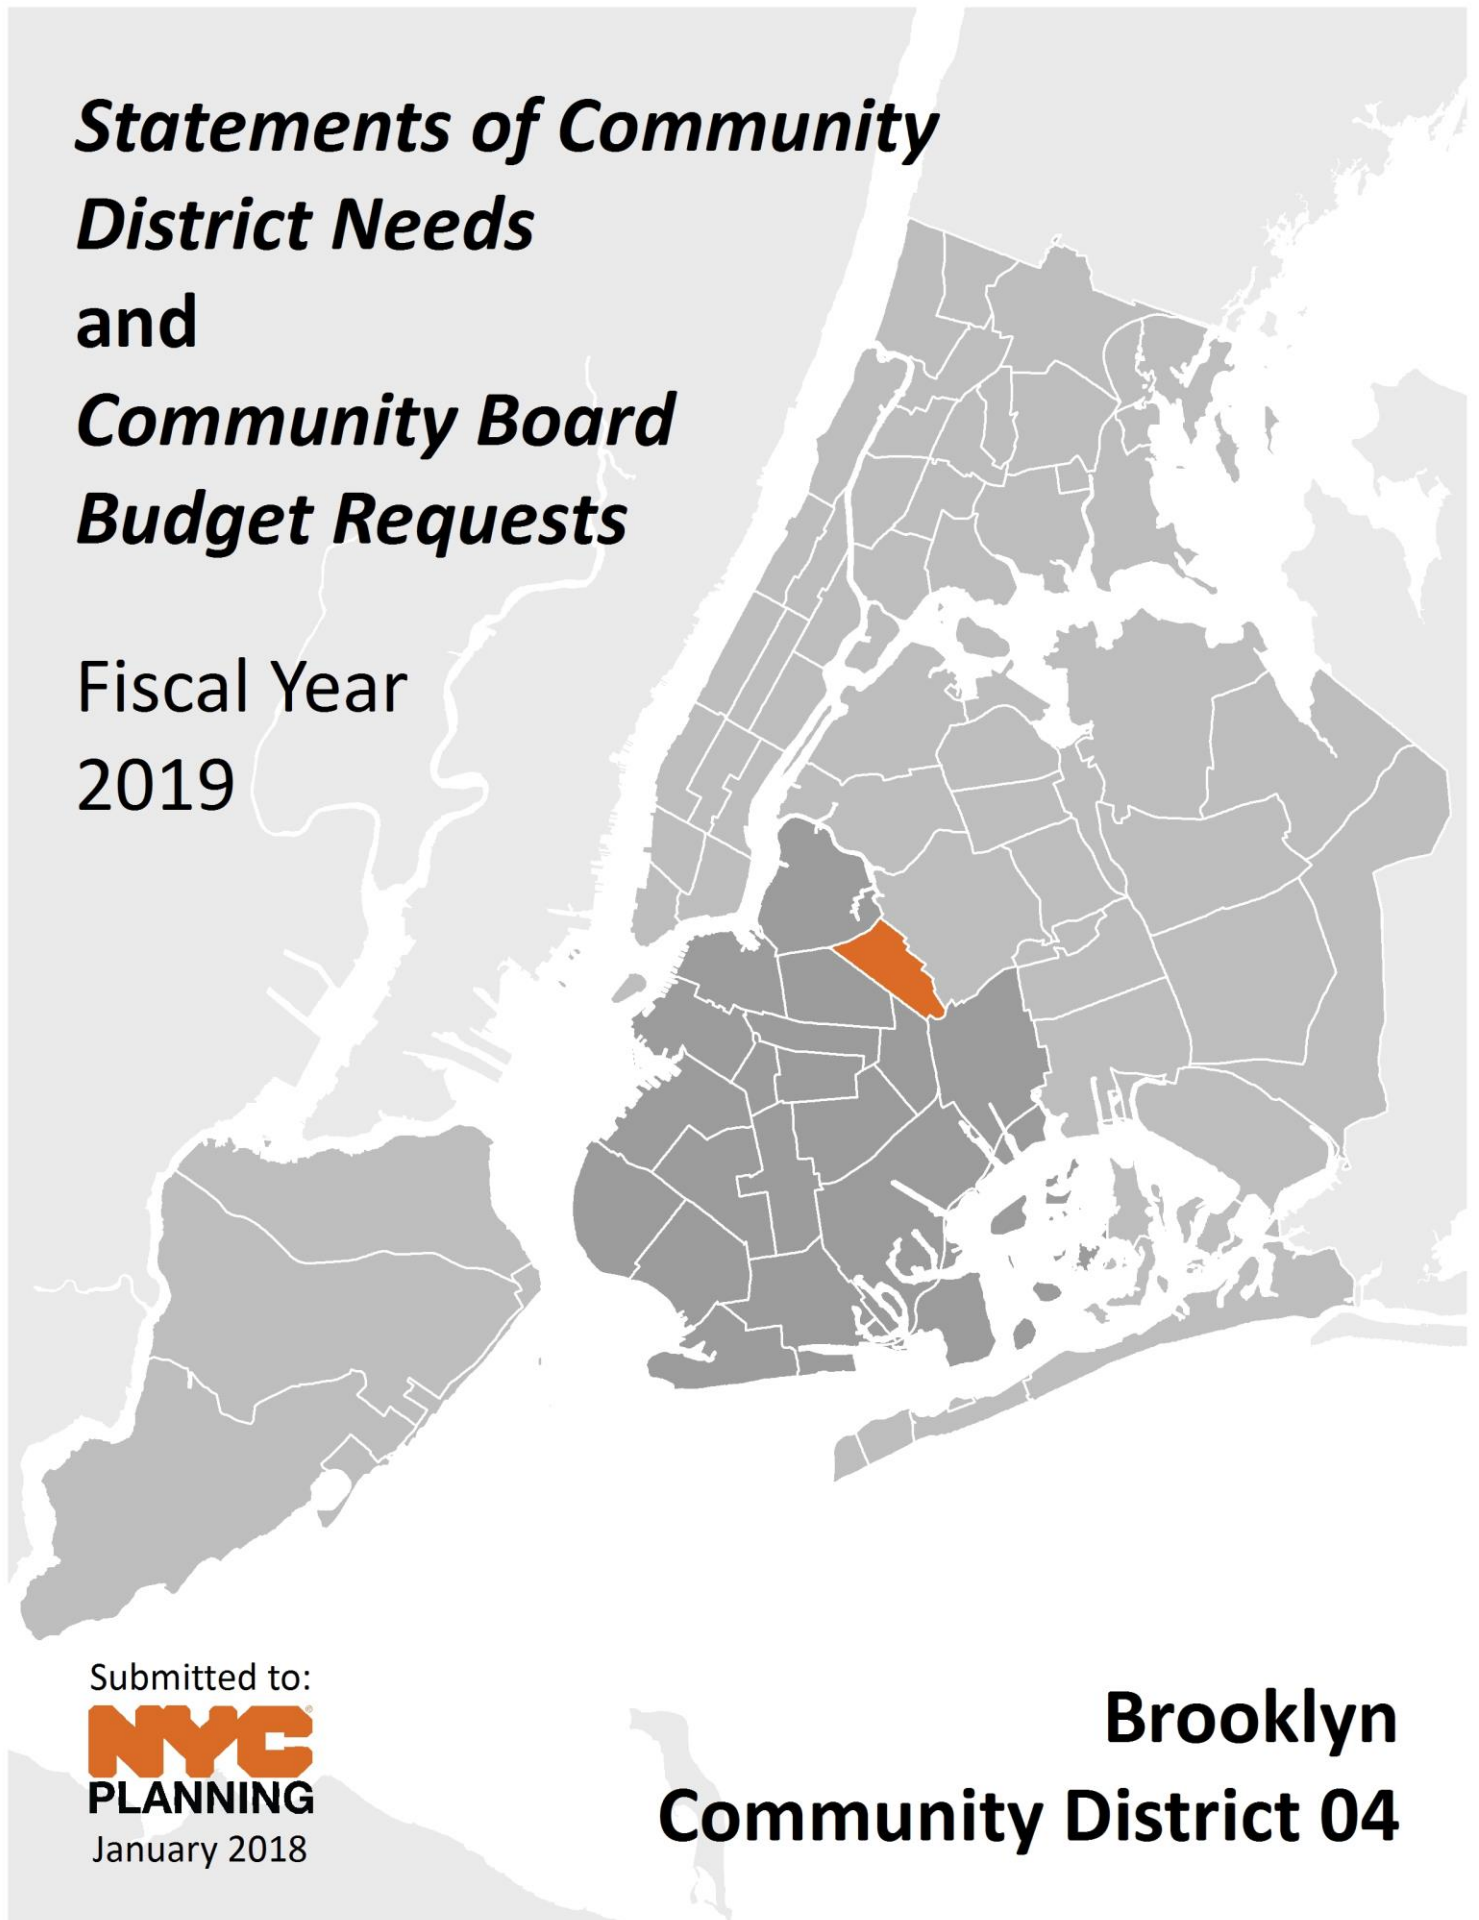 Statements of Community
District Needs
and
Community Board
Budget Requests
Fiscal Year
2019
Submitted to:
NYC
PLANNING
January 2018
Brooklyn
Community District 04